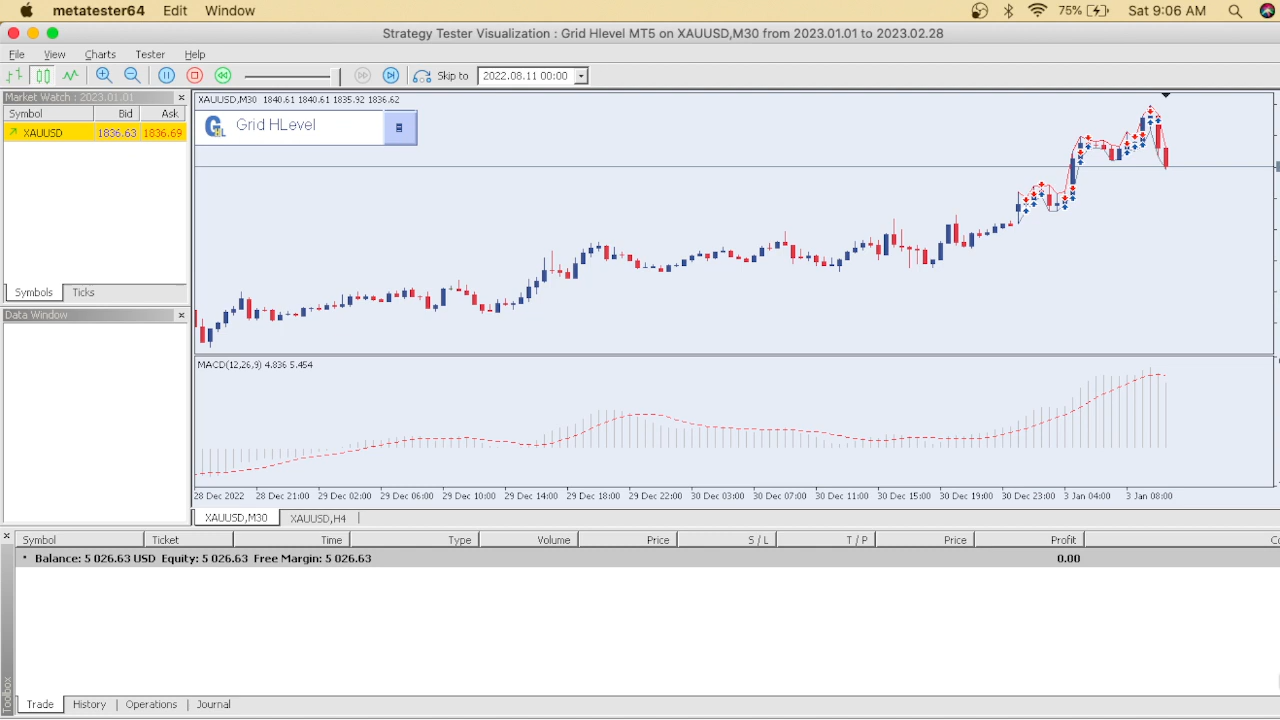 metatester64 Edit Window 75% Sat 9:06 AM
Strategy Tester Visualization : Grid Hlevel MT5 on XAUUSD,M30 from 2023.01.01 to 2023.02.28
File View Charts Tester Help
Skip to 2022.08.11 00:00
Market Watch : 2023.01.01
Symbol Bid Ask
XAUUSD 1836.63 1836.69
Symbols Ticks
Data Window
XAUUSD,M30 1840.61 1840.61 1835.92 1836.62
Grid HLevel
MACD(12,26,9) 4.836 5.454
28 Dec 2022 28 Dec 21:00 29 Dec 02:00 29 Dec 06:00 29 Dec 10:00 29 Dec 14:00 29 Dec 18:00 29 Dec 22:00 30 Dec 03:00 30 Dec 07:00 30 Dec 11:00 30 Dec 15:00 30 Dec 19:00 30 Dec 23:00 3 Jan 04:00 3 Jan 08:00
XAUUSD,M30 XAUUSD,H4
Symbol Ticket Time Type Volume Price S / L T / P Price Profit
Balance: 5 026.63 USD Equity: 5 026.63 Free Margin: 5 026.63 0.00
Toolbox
Trade History Operations Journal